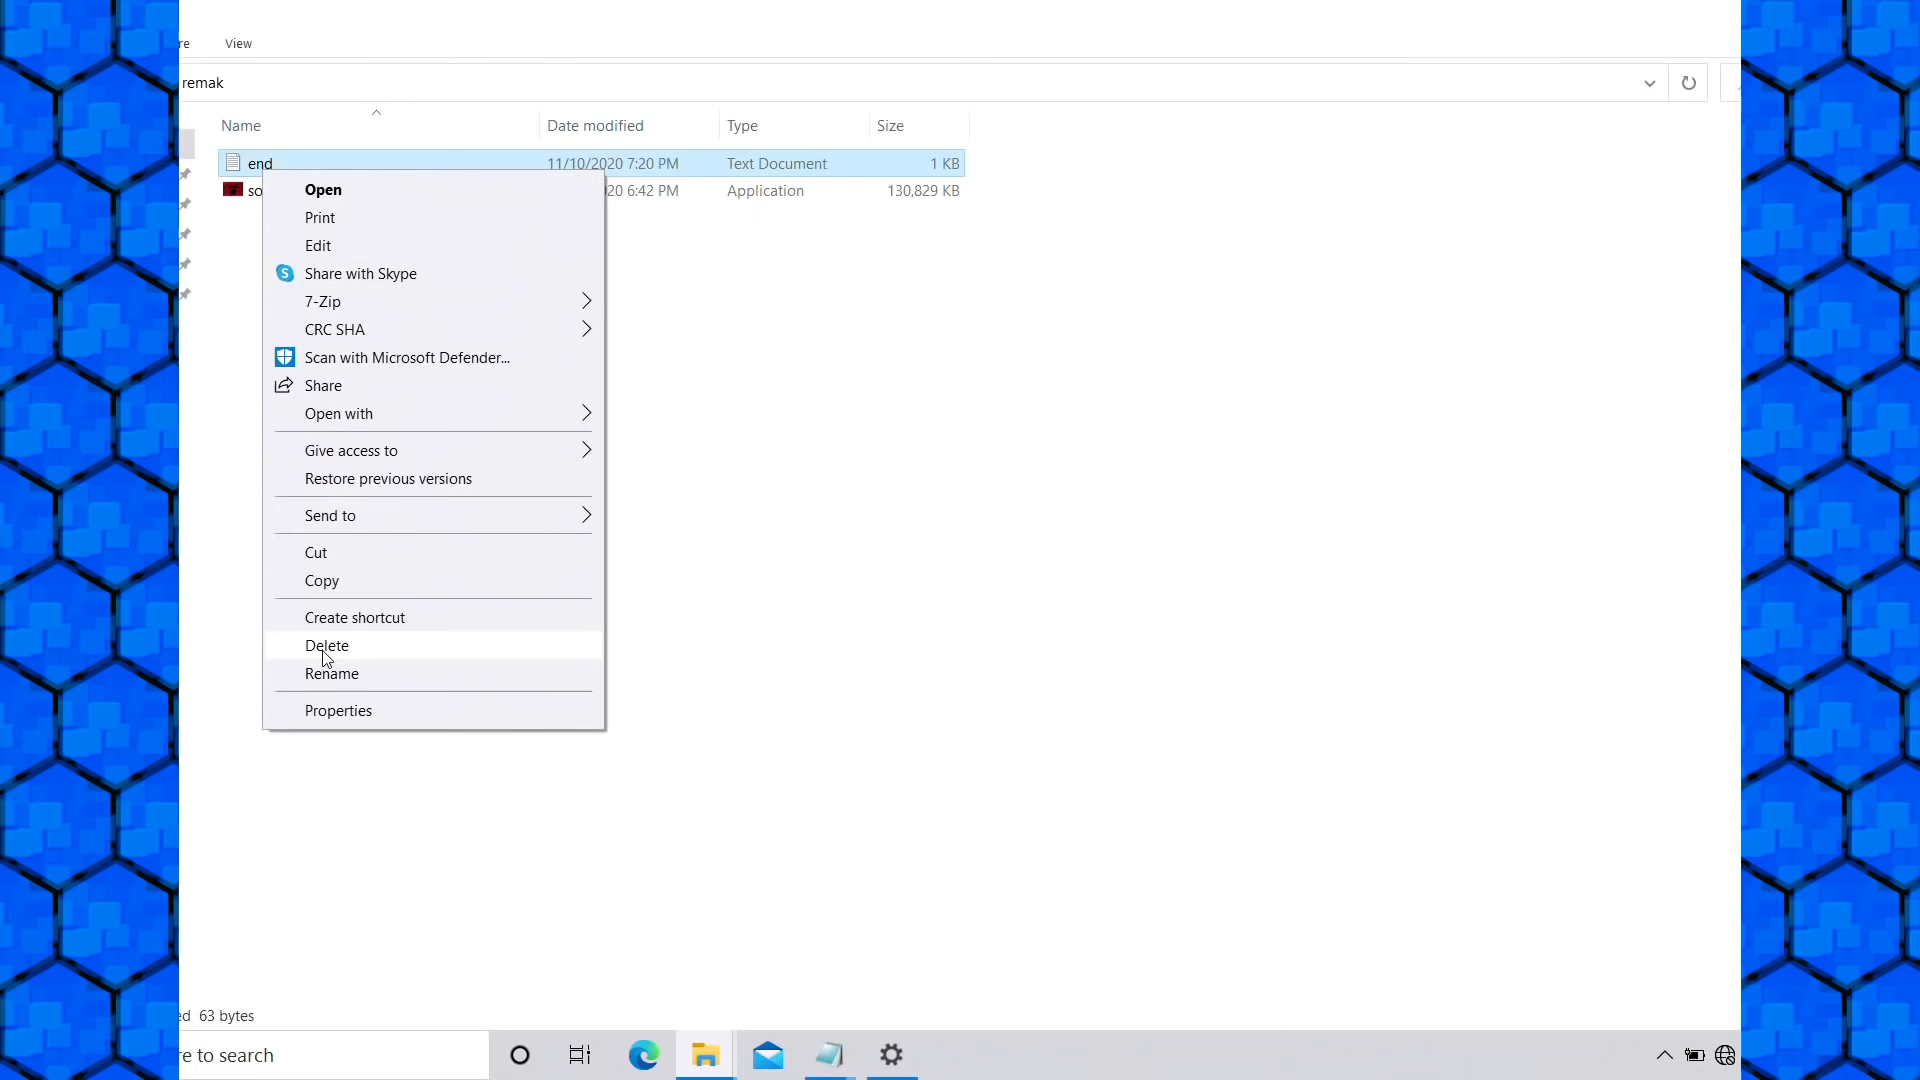 re View
remak
Name Date modified Type Size
end 11/10/2020 7:20 PM Text Document 1 KB
so 20 6:42 PM Application 130,829 KB
Open
Print
Edit
S Share with Skype
7-Zip
CRC SHA
Scan with Microsoft Defender...
Share
Open with
Give access to
Restore previous versions
Send to
Cut
Copy
Create shortcut
Delete
Rename
Properties
ed 63 bytes
re to search